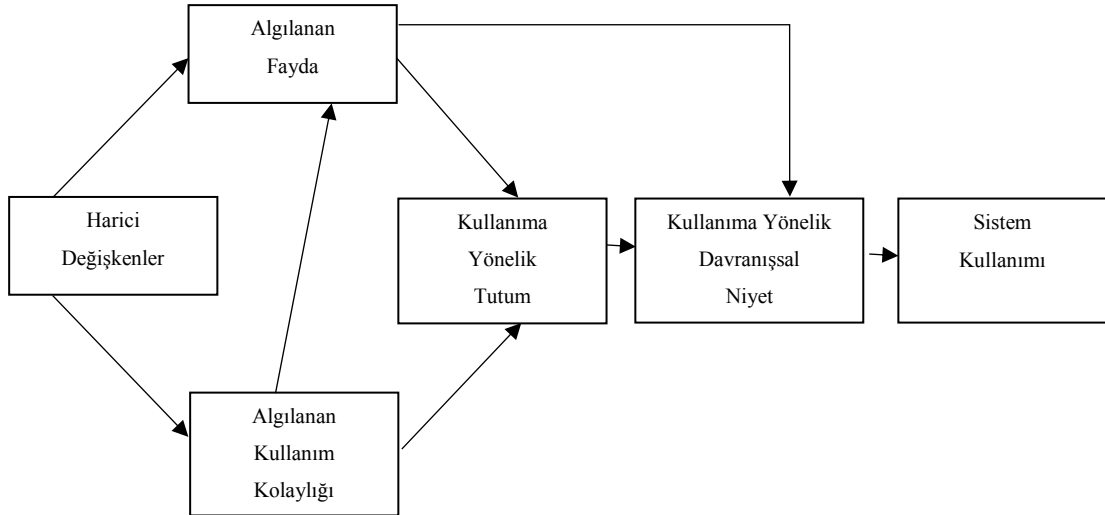 Algılanan
Fayda
Harici
Değişkenler
Kullanıma
Yönelik
Tutum
Kullanıma Yönelik
Davranışsal
Niyet
Sistem
Kullanımı
Algılanan
Kullanım
Kolaylığı